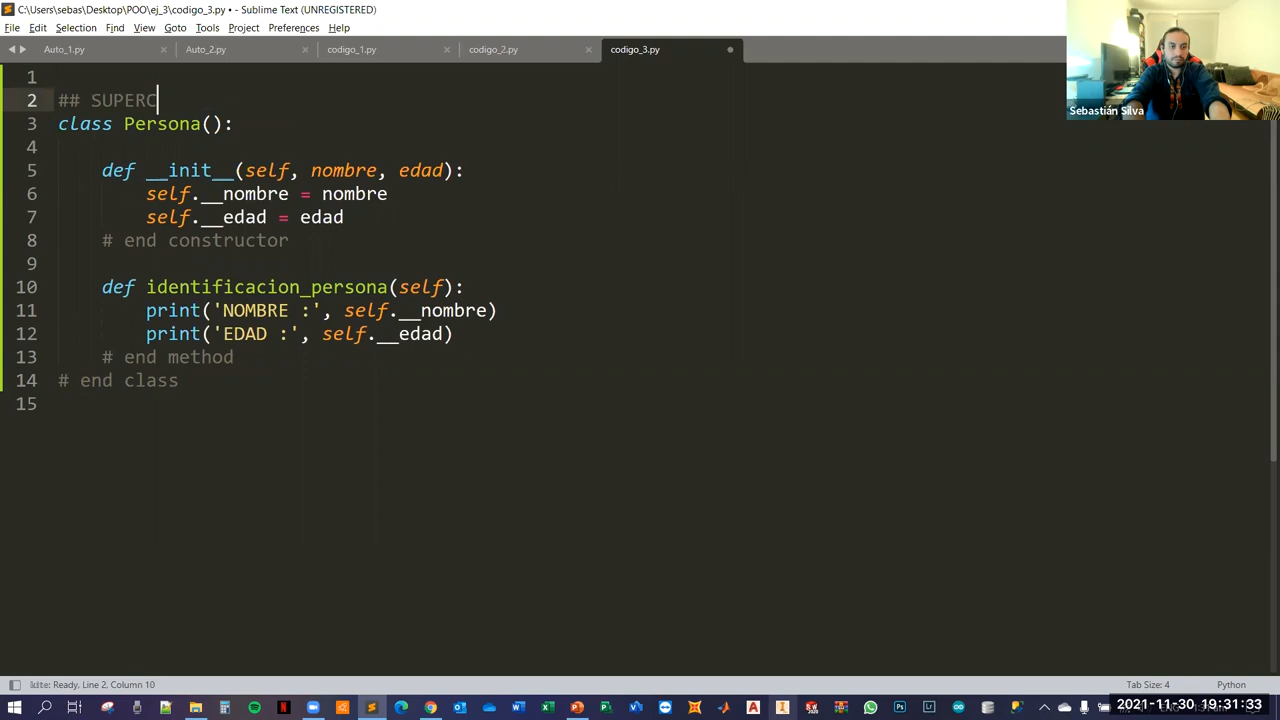 C:\Users\sebas\Desktop\POO\ej_3\codigo_3.py • - Sublime Text (UNREGISTERED)
File Edit Selection Find View Goto Tools Project Preferences Help
Auto_1.py Auto_2.py codigo_1.py codigo_2.py codigo_3.py
Sebastián Silva
1
2 ## SUPERC
3 class Persona():
4
5 def __init__(self, nombre, edad):
6 self.__nombre = nombre
7 self.__edad = edad
8 # end constructor
9
10 def identificacion_persona(self):
11 print('NOMBRE :', self.__nombre)
12 print('EDAD :', self.__edad)
13 # end method
14 # end class
15
Ready, Line 2, Column 10 Tab Size: 4 Python
2021-11-30 19:31:33